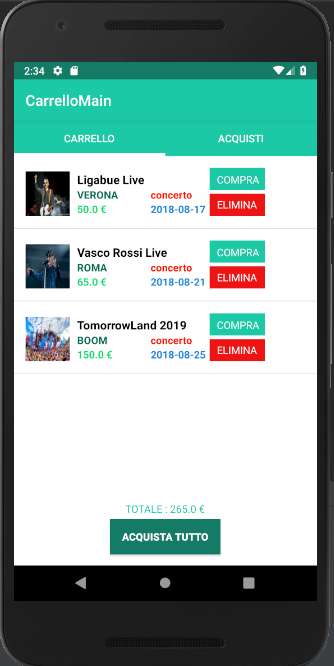 2:34
CarrelloMain
CARRELLO ACQUISTI
Ligabue Live
VERONA concerto
50.0 € 2018-08-17
COMPRA
ELIMINA
Vasco Rossi Live
ROMA concerto
65.0 € 2018-08-21
COMPRA
ELIMINA
TomorrowLand 2019
BOOM concerto
150.0 € 2018-08-25
COMPRA
ELIMINA
TOTALE : 265.0 €
ACQUISTA TUTTO